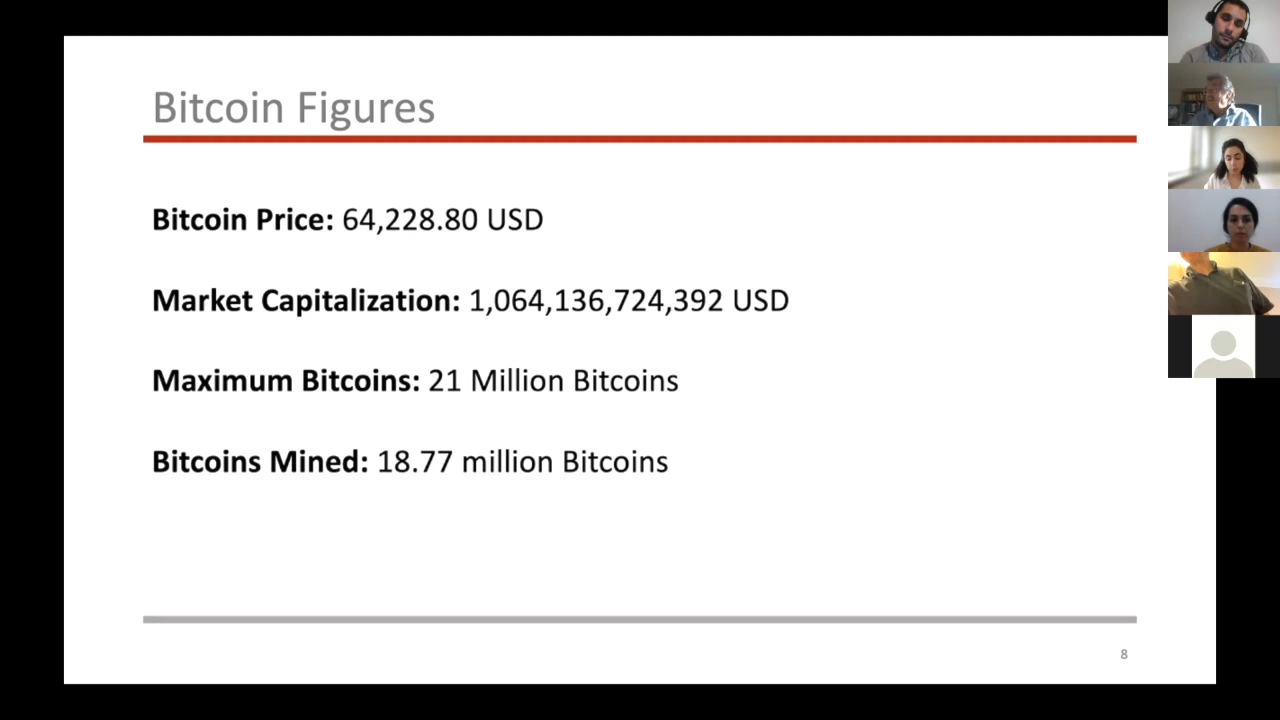 Bitcoin Figures
Bitcoin Price: 64,228.80 USD
Market Capitalization: 1,064,136,724,392 USD
Maximum Bitcoins: 21 Million Bitcoins
Bitcoins Mined: 18.77 million Bitcoins
8